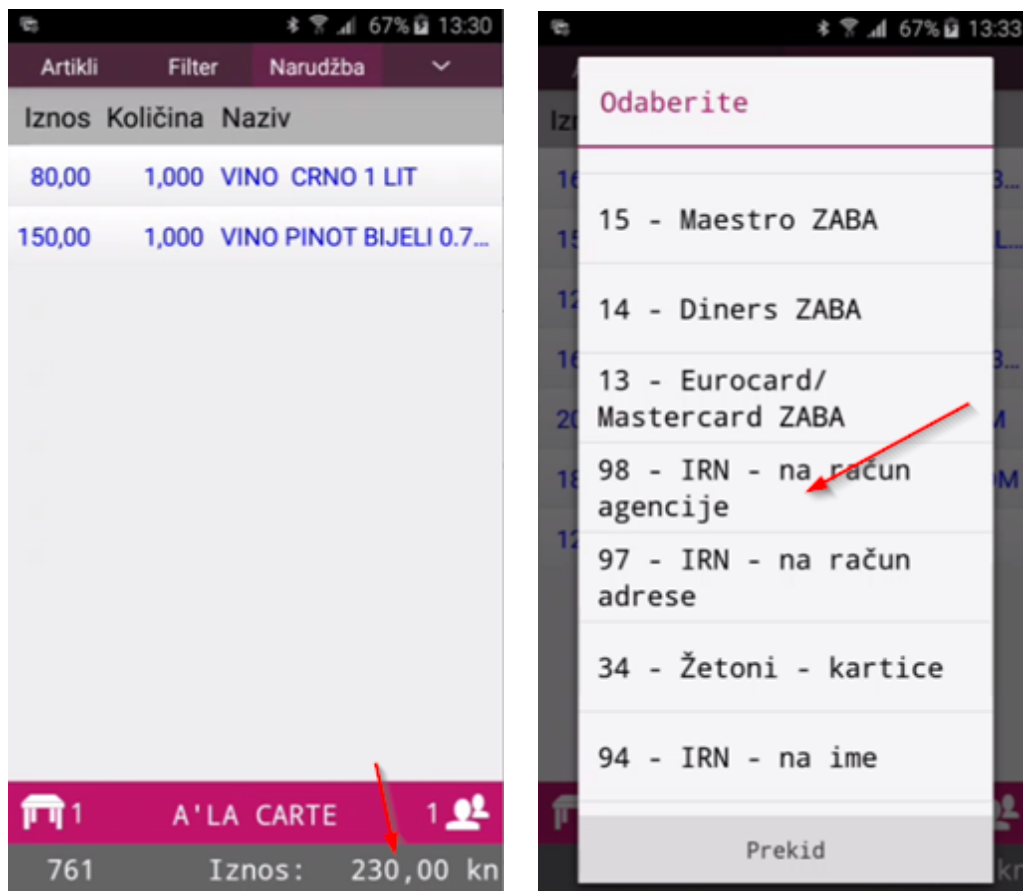 67% 13:30
Artikli Filter Narudžba
Iznos Količina Naziv
80,00 1,000 VINO CRNO 1 LIT
150,00 1,000 VINO PINOT BIJELI 0.7...
1 A'LA CARTE 1
761 Iznos: 230,00 kn
67% 13:33
Odaberite
15 - Maestro ZABA
14 - Diners ZABA
13 - Eurocard/
Mastercard ZABA
98 - IRN - na račun
agencije
97 - IRN - na račun
adrese
34 - Žetoni - kartice
94 - IRN - na ime
Prekid